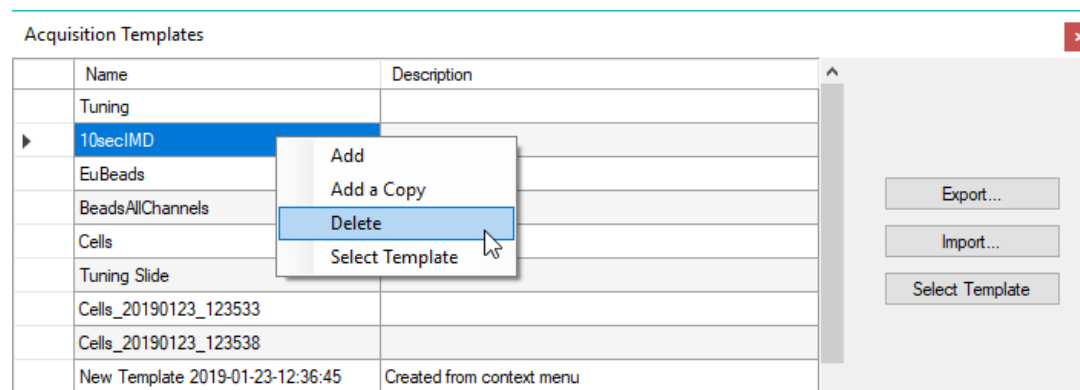 Acquisition Templates
Name Description
Tuning
10secIMD
Add
EuBeads
Add a Copy
Export...
BeadsAllChannels
Delete
Cells
Import...
Select Template
Tuning Slide
Select Template
Cells_20190123_123533
Cells_20190123_123538
New Template 2019-01-23-12:36:45 Created from context menu